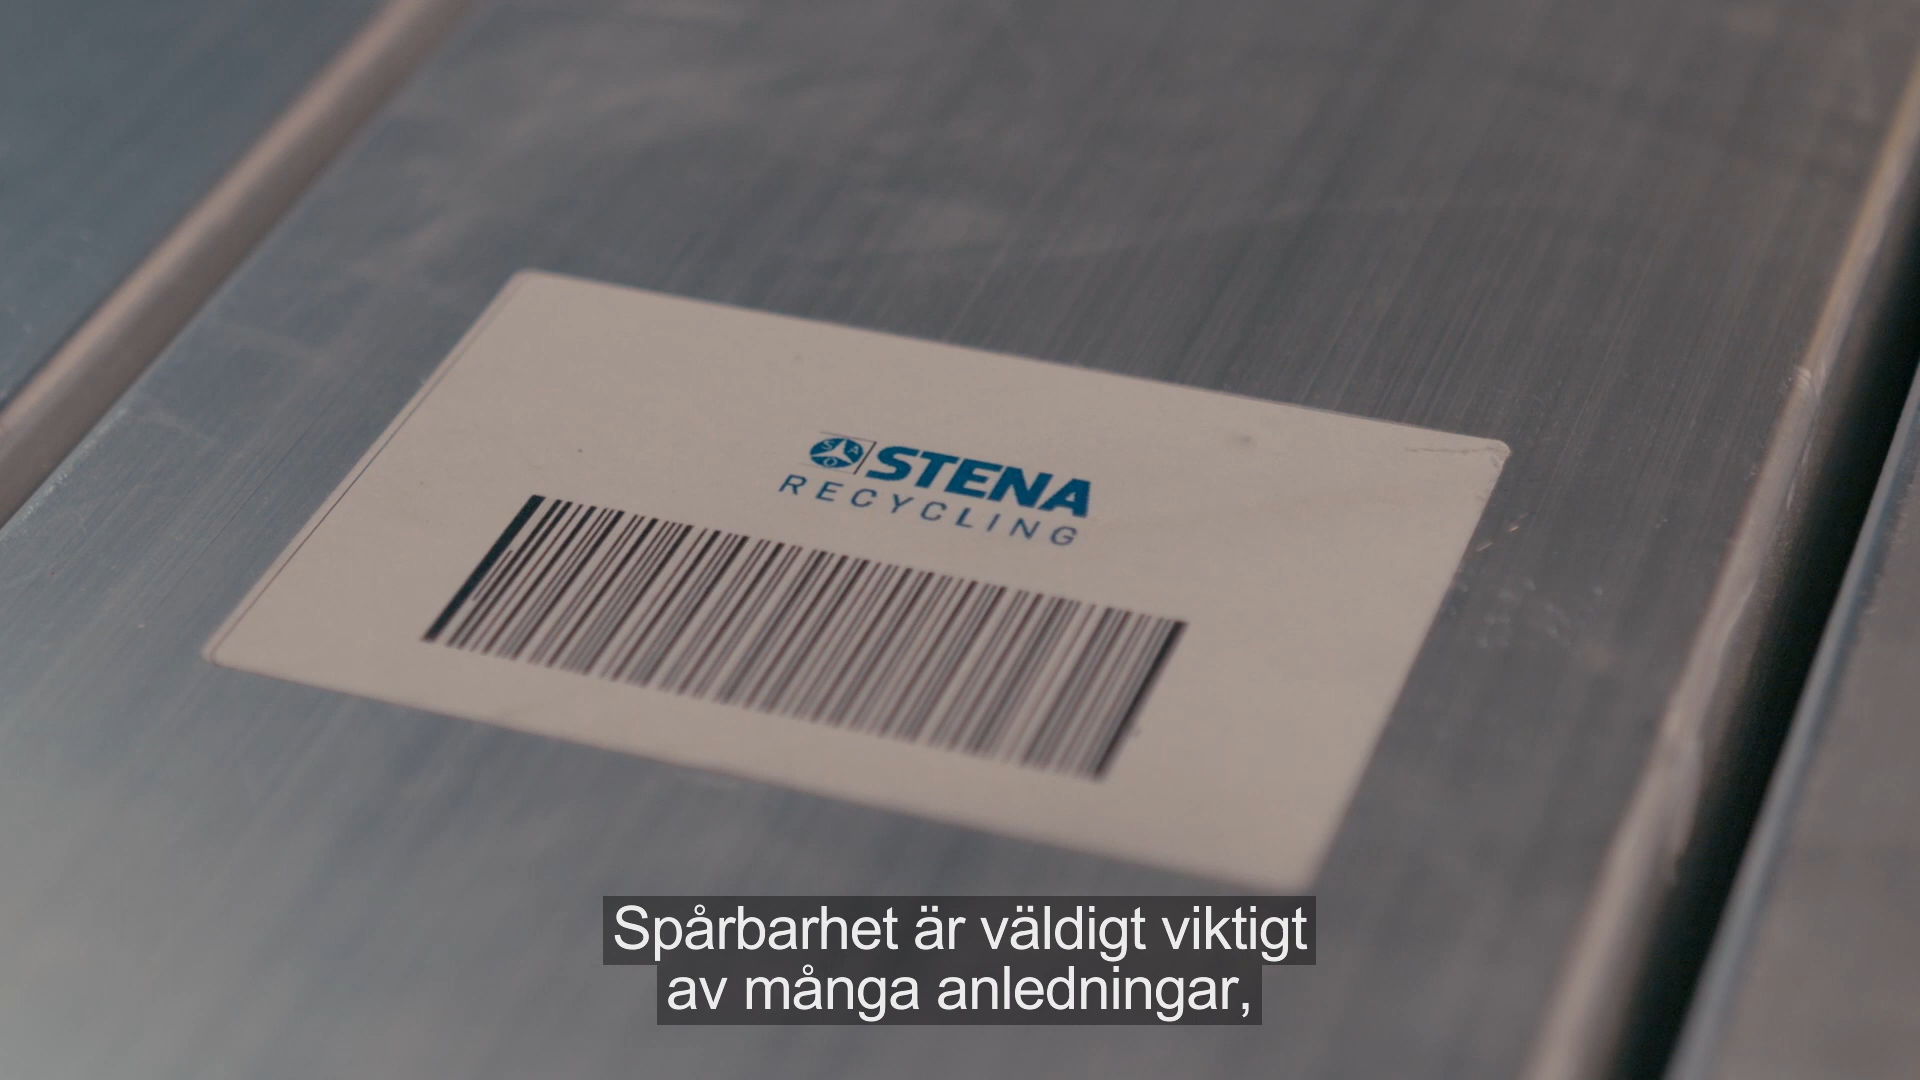 STENA
RECYCLING
Spårbarhet är väldigt viktigt
av många anledningar,